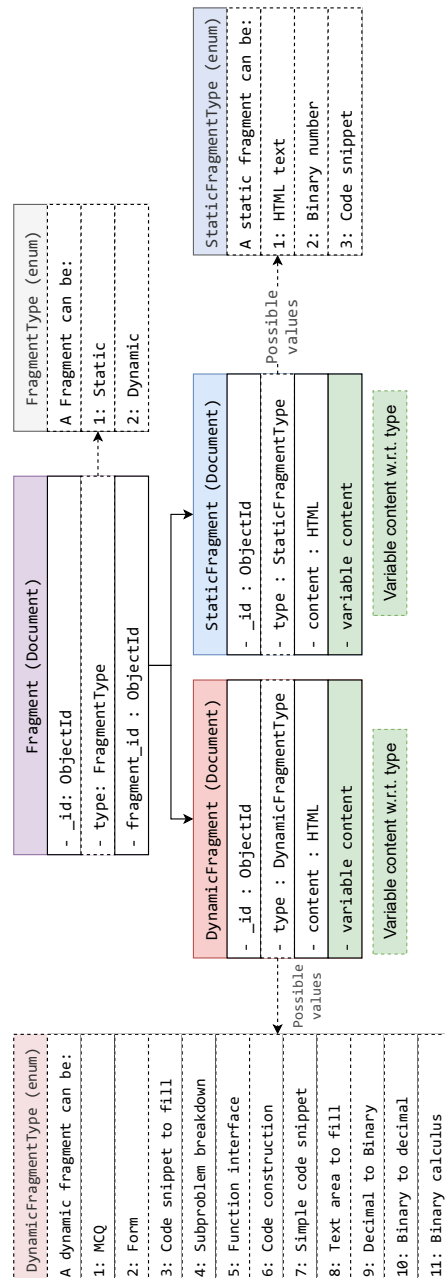 DynamicFragmentType (enum)
A dynamic fragment can be:
1: MCQ
2: Form
3: Code snippet to fill
4: Subproblem breakdown
5: Function interface
6: Code construction
7: Simple code snippet
8: Text area to fill
9: Decimal to Binary
10: Binary to decimal
11: Binary calculus
Possible
values
Fragment (Document)
- _id: ObjectId
- type: FragmentType
- fragment_id : ObjectId
DynamicFragment (Document)
- _id : ObjectId
- type : DynamicFragmentType
- content : HTML
- variable content
Variable content w.r.t. type
StaticFragment (Document)
- _id : ObjectId
- type : StaticFragmentType
- content : HTML
- variable content
Variable content w.r.t. type
FragmentType (enum)
A Fragment can be:
1: Static
2: Dynamic
Possible
values
StaticFragmentType (enum)
A static fragment can be:
1: HTML text
2: Binary number
3: Code snippet